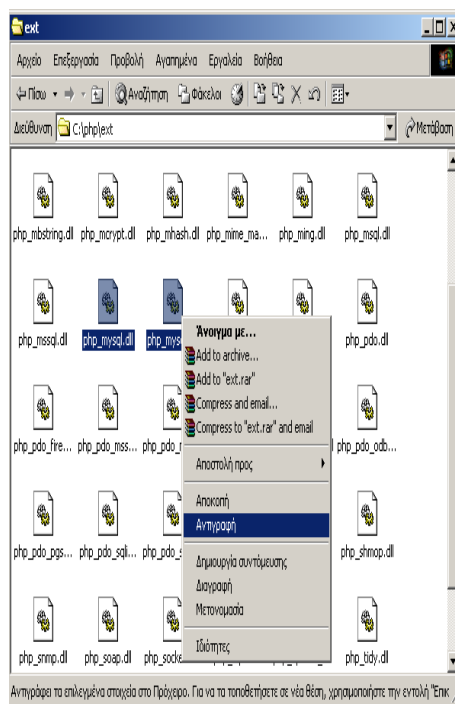 ext
Αρχείο Επεξεργασία Προβολή Αγαπημένα Εργαλεία Βοήθεια
Πίσω Αναζήτηση Φάκελοι
Διεύθυνση C:\php\ext Μετάβαση
php_mbstring.dll php_mcrypt.dll php_mhash.dll php_mime_ma... php_ming.dll php_msql.dll
php_mssql.dll php_mysql.dll php_mys php_pdo.dll
Άνοιγμα με...
Add to archive...
Add to "ext.rar"
Compress and email...
Compress to "ext.rar" and email
Αποστολή προς
Αποκοπή
Αντιγραφή
Δημιουργία συντόμευσης
Διαγραφή
Μετονομασία
Ιδιότητες
php_pdo_fire... php_pdo_mss... php_pdo_ php_pdo_odb...
php_pdo_pgs... php_pdo_sqli... php_pdo_s php_shmop.dll
php_snmp.dll php_soap.dll php_socke php_tidy.dll
Αντιγράφει τα επιλεγμένα στοιχεία στο Πρόχειρο. Για να τα τοποθετήσετε σε νέα θέση, χρησιμοποιήστε την εντολή "Επικ